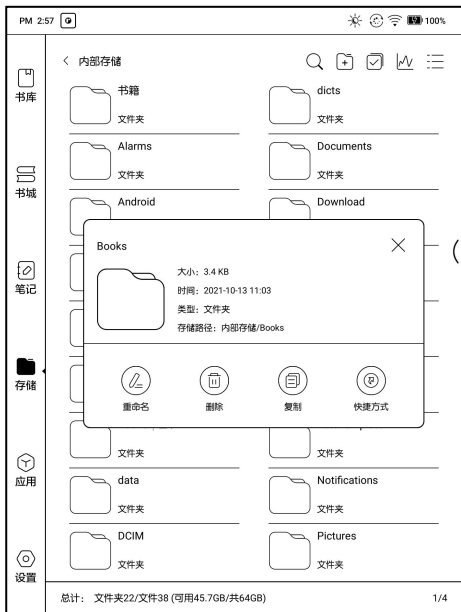 PM 2:57
100%
内部存储
书库
书籍
文件夹
dicts
文件夹
Alarms
文件夹
Documents
文件夹
书城
Android
Download
Books
大小：3.4 KB
时间：2021-10-13 11:03
类型：文件夹
存储路径：内部存储/Books
笔记
重命名
删除
复制
快捷方式
存储
文件夹
文件夹
应用
data
文件夹
Notifications
文件夹
DCIM
文件夹
Pictures
文件夹
设置
总计： 文件夹22/文件38 (可用45.7GB/共64GB)
1/4